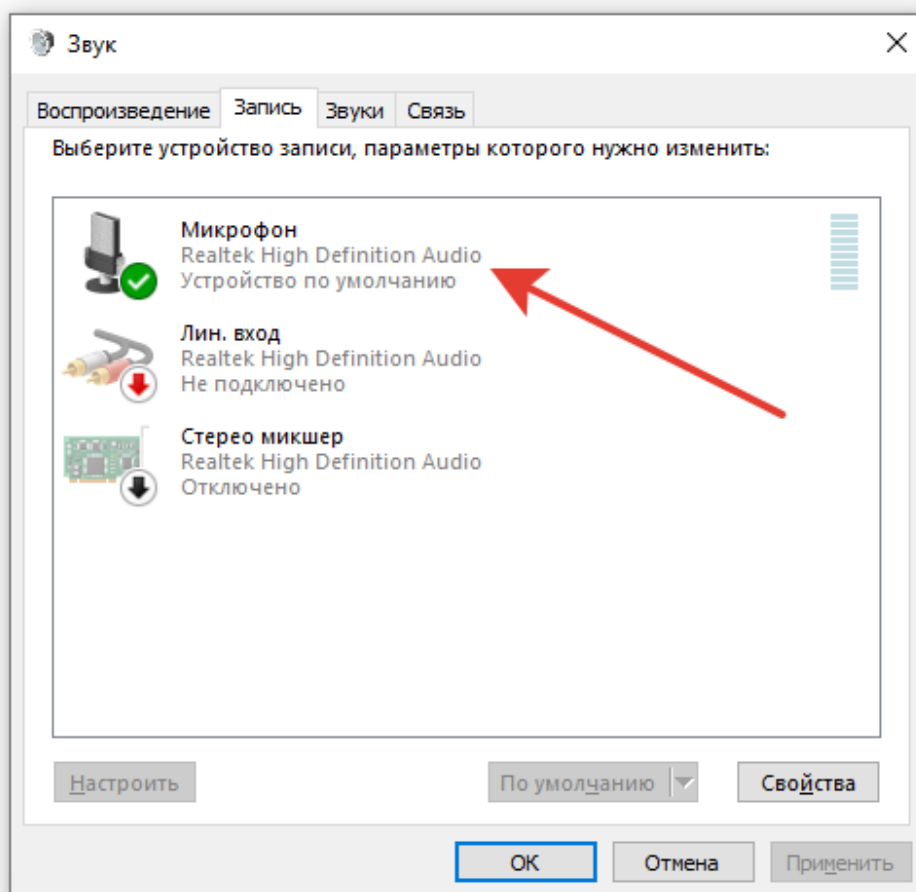 Звук
Воспроизведение Запись Звуки Связь
Выберите устройство записи, параметры которого нужно изменить:
Микрофон
Realtek High Definition Audio
Устройство по умолчанию
Лин. вход
Realtek High Definition Audio
Не подключено
Стерео микшер
Realtek High Definition Audio
Отключено
Настроить По умолчанию Свойства
ОК Отмена Применить